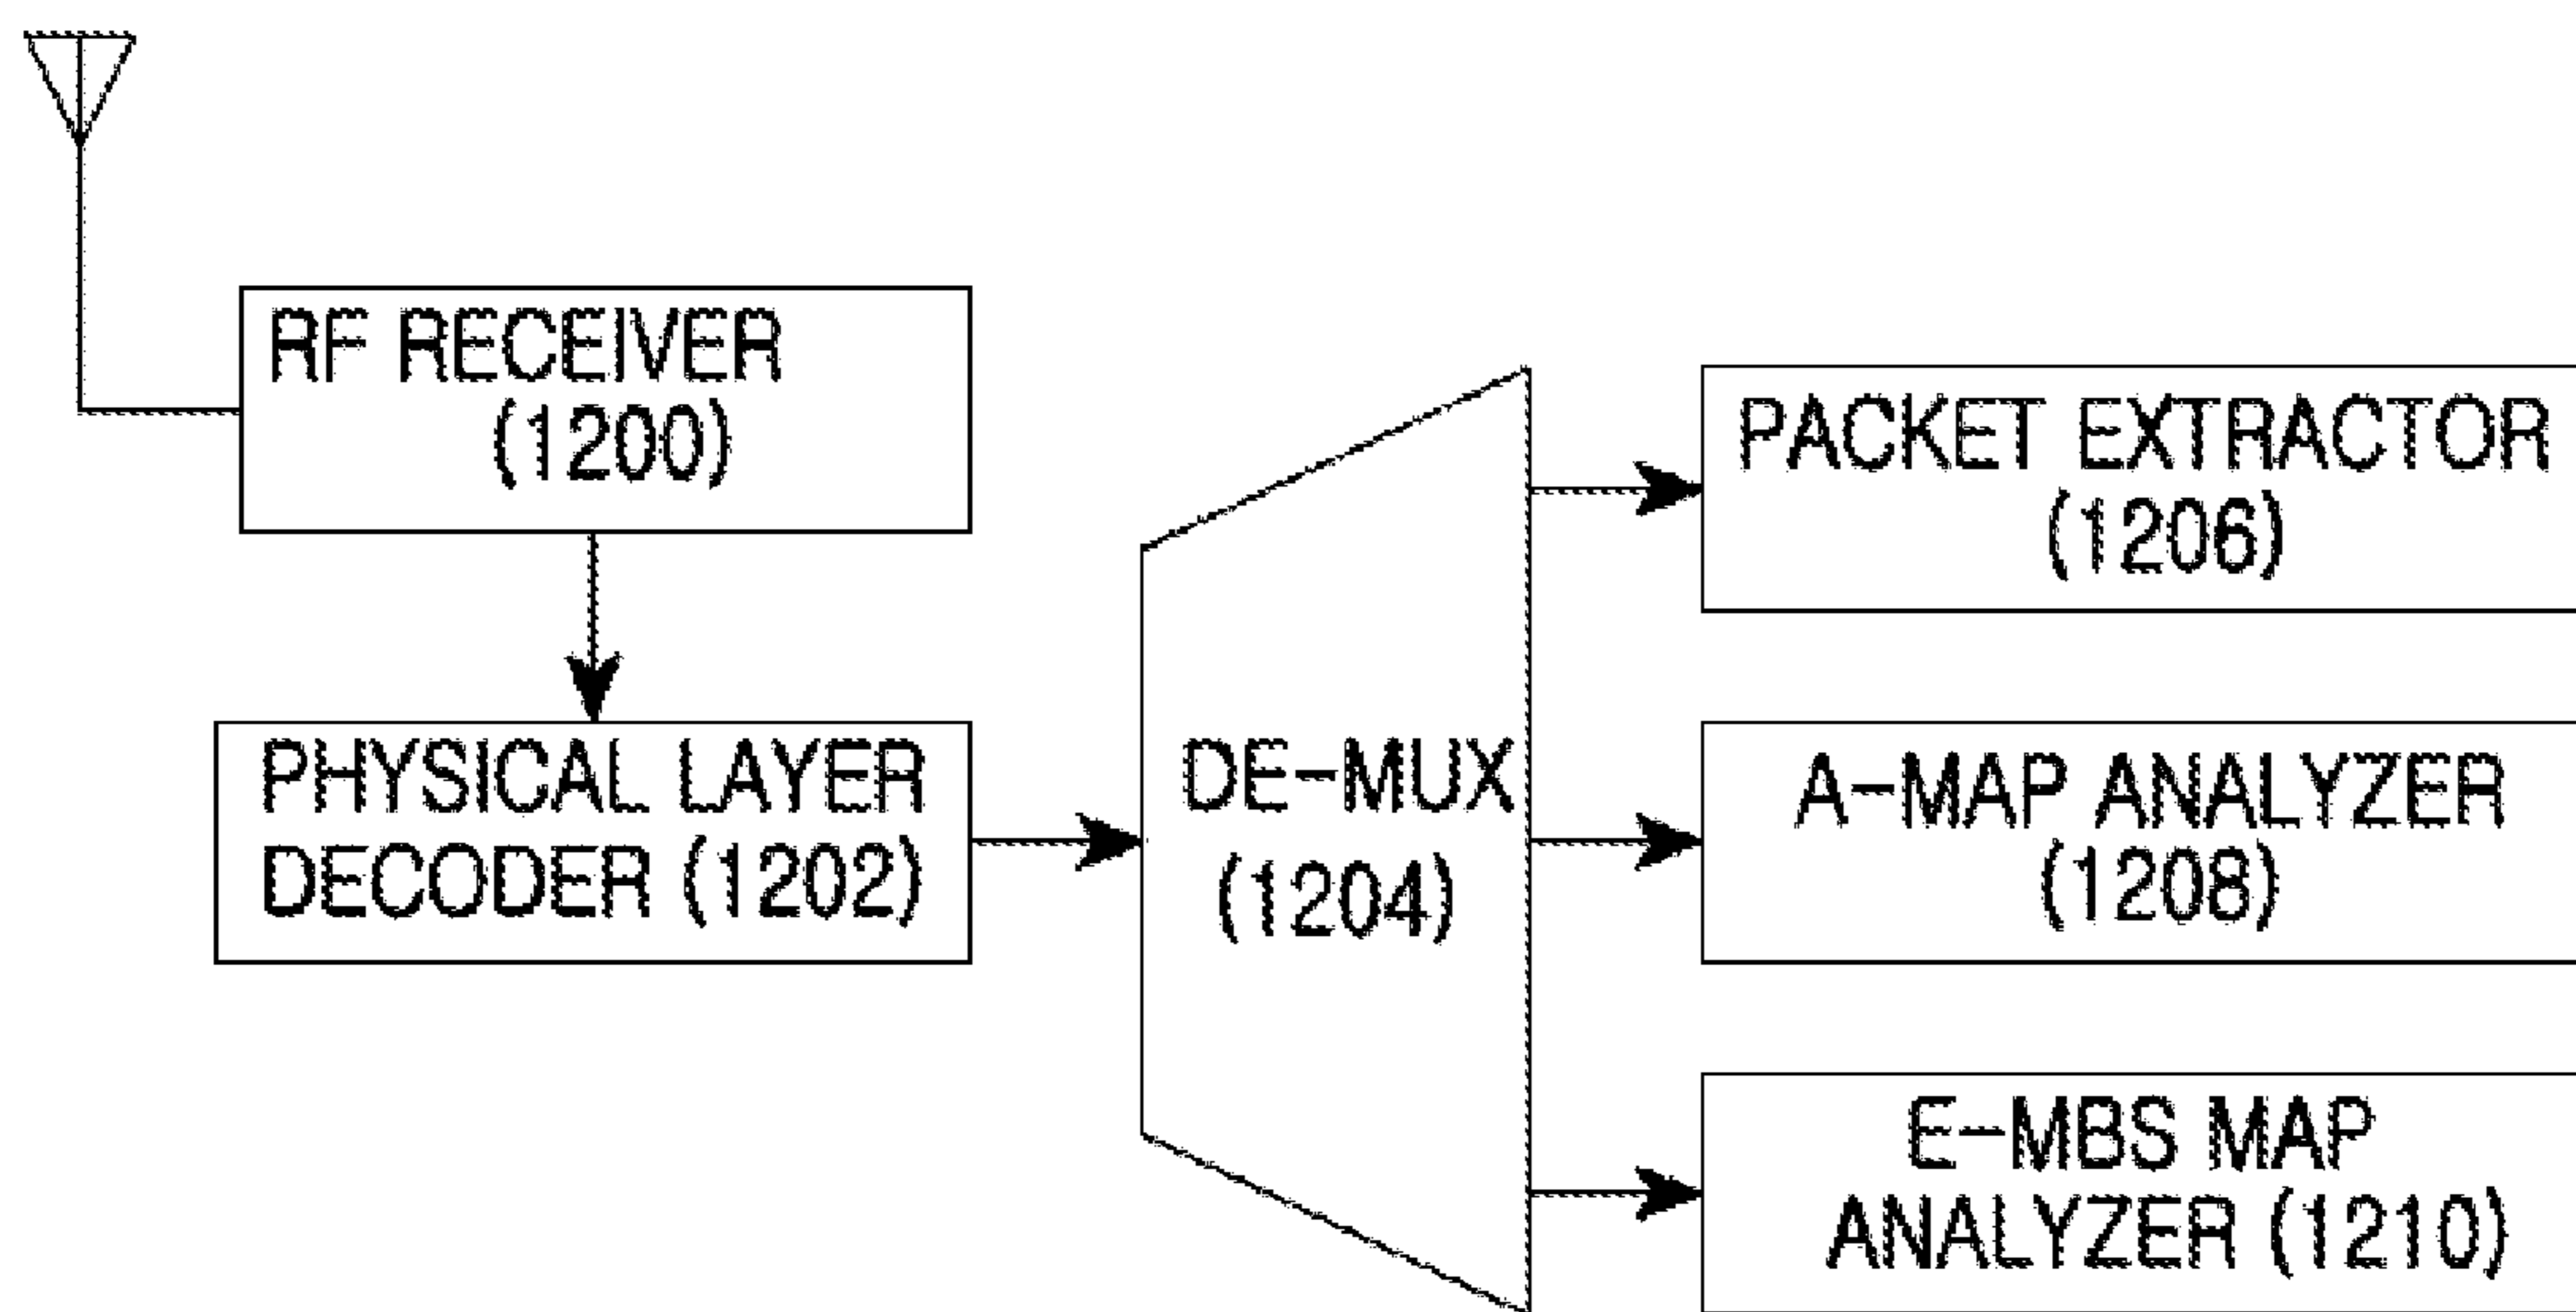 RF RECEIVER
(1200)
PHYSICAL LAYER
DECODER (1202)
DE-MUX
(1204)
PACKET EXTRACTOR
(1206)
A-MAP ANALYZER
(1208)
E-MBS MAP
ANALYZER (1210)